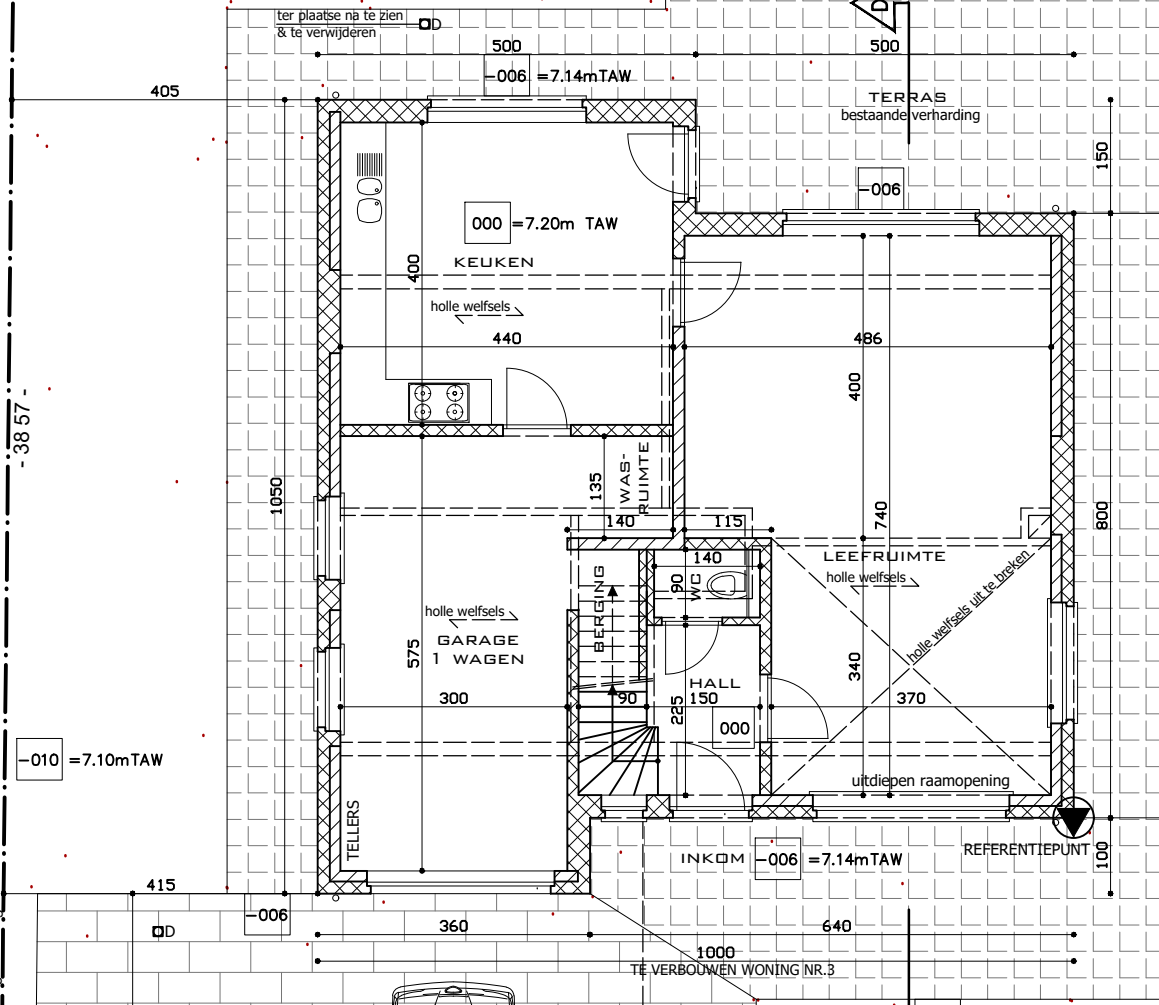 ter plaatse na te zien
& te verwijderen
D
D
500
500
-006 =7.14mTAW
405
TERRAS
bestaande verharding
150
-006
000 =7.20m TAW
KEUKEN
400
holle welfsels
440
486
400
- 38 57 -
1050
WAS-
RUIMTE
135
140
115
740
800
LEEFRUIMTE
holle welfsels
holle welfsels uit te breken
140
90
WC
BERGING
holle welfsels
GARAGE
1 WAGEN
575
340
HALL
300
90
150
225
370
000
-010 =7.10mTAW
uitdiepen raamopening
TELLERS
REFERENTIEPUNT
100
INKOM -006 =7.14mTAW
415
-006
D
360
640
1000
TE VERBOUWEN WONING NR.3